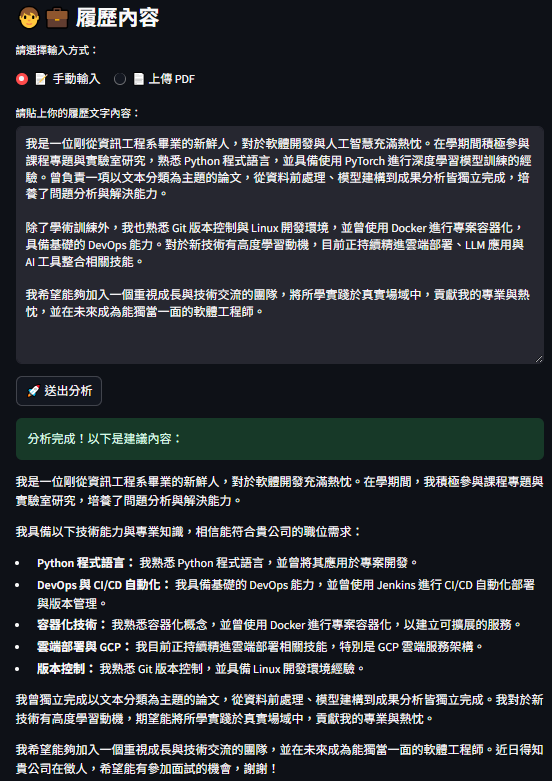 履歷內容
請選擇輸入方式：
手動輸入 上傳 PDF
請貼上你的履歷文字內容：
我是一位剛從資訊工程系畢業的新鮮人，對於軟體開發與人工智慧充滿熱忱。在學期間積極參與
課程專題與實驗室研究，熟悉 Python 程式語言，並具備使用 PyTorch 進行深度學習模型訓練的經
驗。曾負責一項以文本分類為主題的論文，從資料前處理、模型建構到成果分析皆獨立完成，培
養了問題分析與解決能力。
除了學術訓練外，我也熟悉 Git 版本控制與 Linux 開發環境，並曾使用 Docker 進行專案容器化，
具備基礎的 DevOps 能力。對於新技術有高度學習動機，目前正持續精進雲端部署、LLM 應用與
AI 工具整合相關技能。
我希望能夠加入一個重視成長與技術交流的團隊，將所學實踐於真實場域中，貢獻我的專業與熱
忱，並在未來成為能獨當一面的軟體工程師。
送出分析
分析完成！以下是建議內容：
我是一位剛從資訊工程系畢業的新鮮人，對於軟體開發充滿熱忱。在學期間，我積極參與課程專題與
實驗室研究，培養了問題分析與解決能力。
我具備以下技術能力與專業知識，相信能符合貴公司的職位需求：
• Python 程式語言： 我熟悉 Python 程式語言，並曾將其應用於專案開發。
• DevOps 與 CI/CD 自動化： 我具備基礎的 DevOps 能力，並曾使用 Jenkins 進行 CI/CD 自動化部署
與版本管理。
• 容器化技術： 我熟悉容器化概念，並曾使用 Docker 進行專案容器化，以建立可擴展的服務。
• 雲端部署與 GCP： 我目前正持續精進雲端部署相關技能，特別是 GCP 雲端服務架構。
• 版本控制： 我熟悉 Git 版本控制，並具備 Linux 開發環境經驗。
我曾獨立完成以文本分類為主題的論文，從資料前處理、模型建構到成果分析皆獨立完成。我對於新
技術有高度學習動機，期望能將所學實踐於真實場域中，貢獻我的專業與熱忱。
我希望能夠加入一個重視成長與技術交流的團隊，並在未來成為能獨當一面的軟體工程師。近日得知
貴公司在徵人，希望能有參加面試的機會，謝謝！